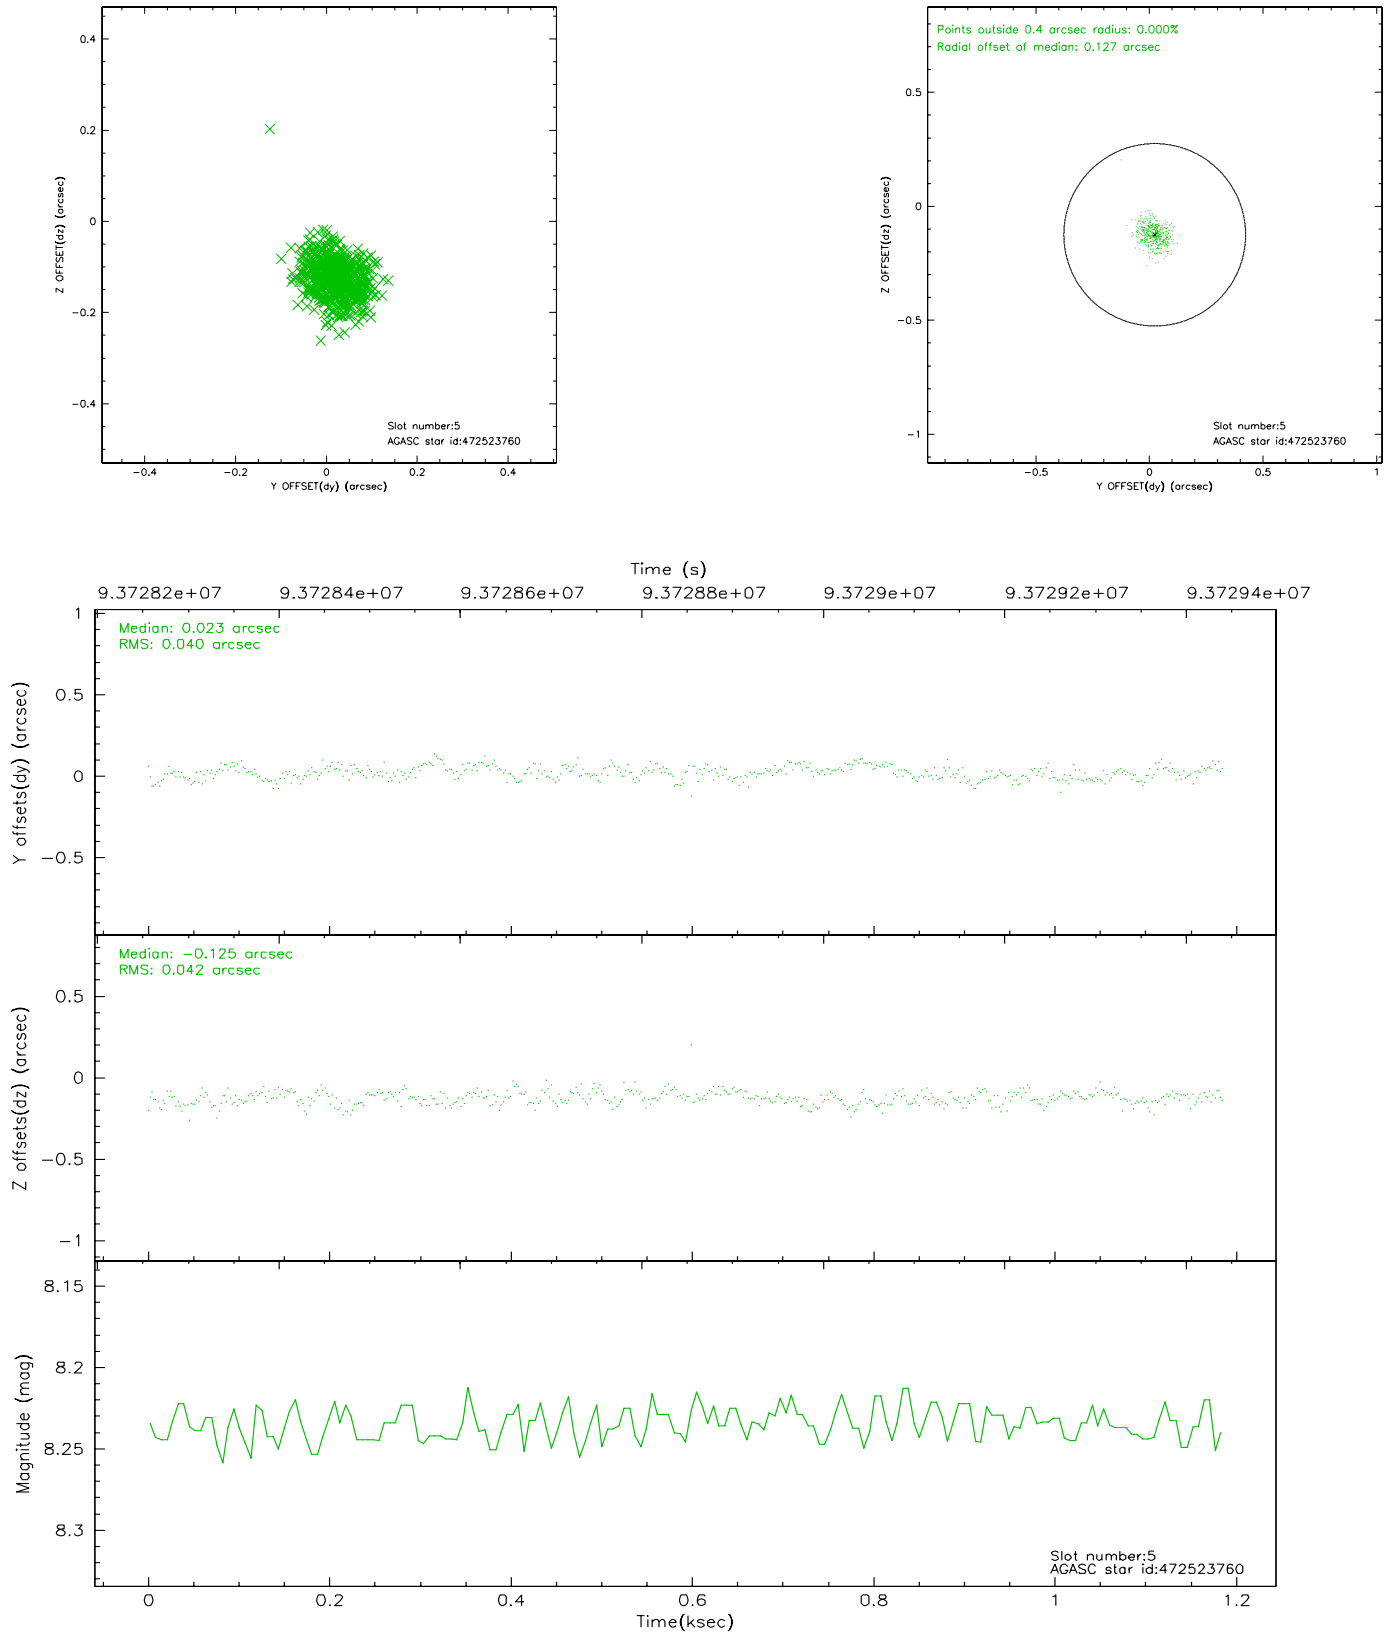 0.4
0.2
0
−0.2
−0.4
Z OFFSET(dz) (arcsec)
Slot number:5
AGASC star id:472523760
−0.4 −0.2 0 0.2 0.4
Y OFFSET(dy) (arcsec)
Points outside 0.4 arcsec radius: 0.000%
Radial offset of median: 0.127 arcsec
0.5
0
−0.5
−1
Z OFFSET(dz) (arcsec)
Slot number:5
AGASC star id:472523760
−0.5 0 0.5 1
Y OFFSET(dy) (arcsec)
Time (s)
9.37282e+07 9.37284e+07 9.37286e+07 9.37288e+07 9.3729e+07 9.37292e+07 9.37294e+07
Median: 0.023 arcsec
RMS: 0.040 arcsec
1
0.5
0
−0.5
Y offsets(dy) (arcsec)
Median: −0.125 arcsec
RMS: 0.042 arcsec
0.5
0
−0.5
−1
Z offsets(dz) (arcsec)
8.15
8.2
8.25
8.3
Magnitude (mag)
Slot number:5
AGASC star id:472523760
0 0.2 0.4 0.6 0.8 1 1.2
Time(ksec)